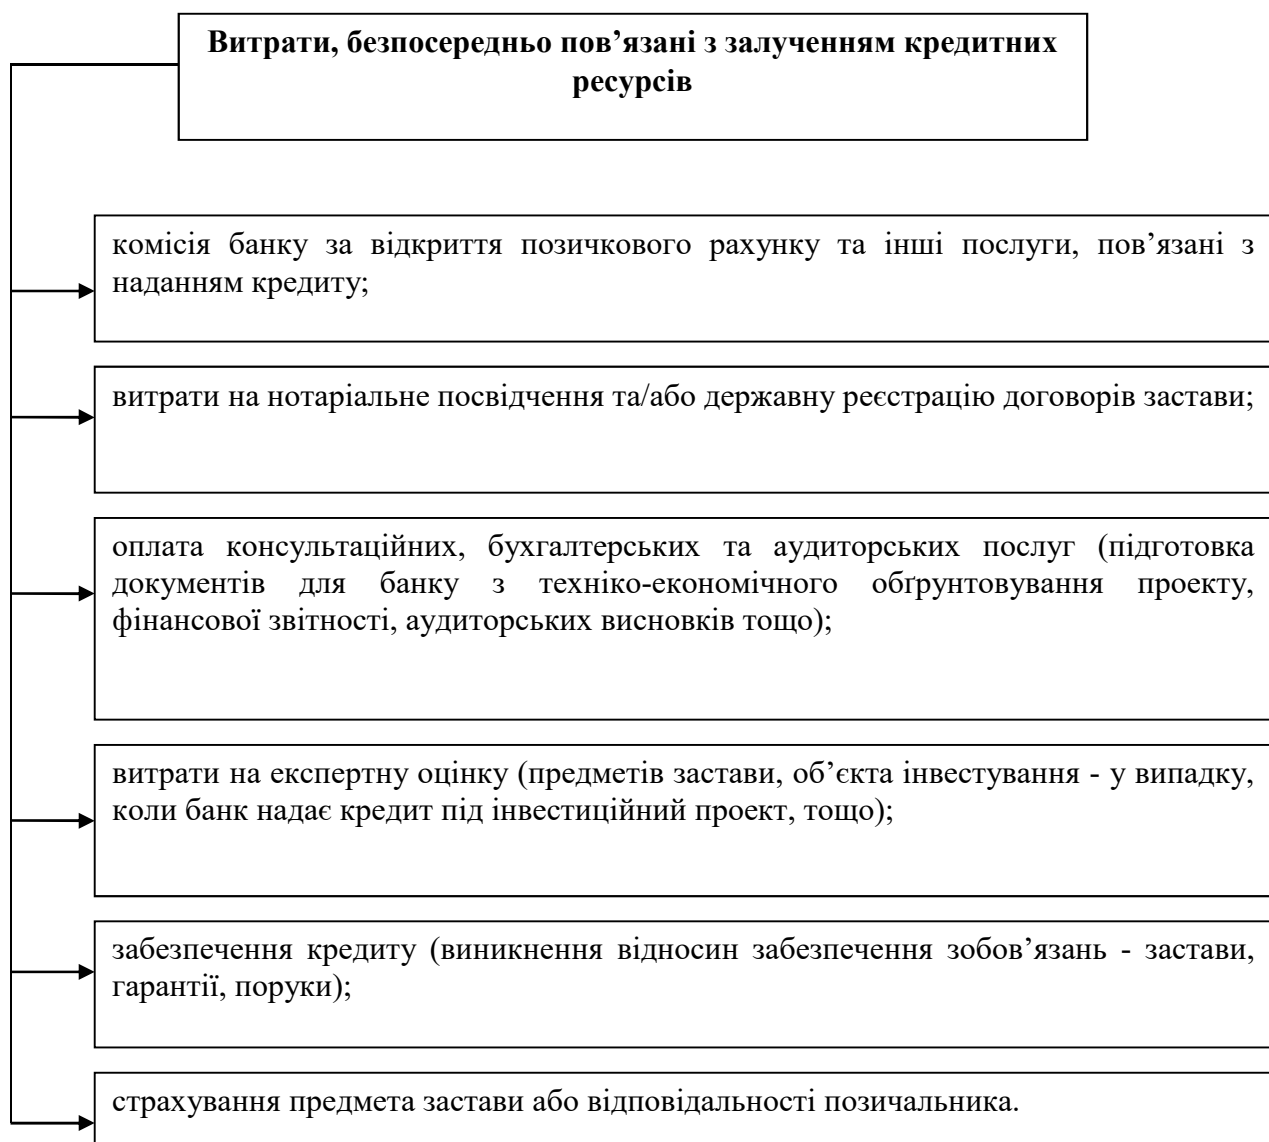 Витрати, безпосередньо пов’язані з залученням кредитних
ресурсів
комісія банку за відкриття позичкового рахунку та інші послуги, пов’язані з
наданням кредиту;
витрати на нотаріальне посвідчення та/або державну реєстрацію договорів застави;
оплата консультаційних, бухгалтерських та аудиторських послуг (підготовка
документів для банку з техніко-економічного обґрунтовування проекту,
фінансової звітності, аудиторських висновків тощо);
витрати на експертну оцінку (предметів застави, об’єкта інвестування - у випадку,
коли банк надає кредит під інвестиційний проект, тощо);
забезпечення кредиту (виникнення відносин забезпечення зобов’язань - застави,
гарантії, поруки);
страхування предмета застави або відповідальності позичальника.